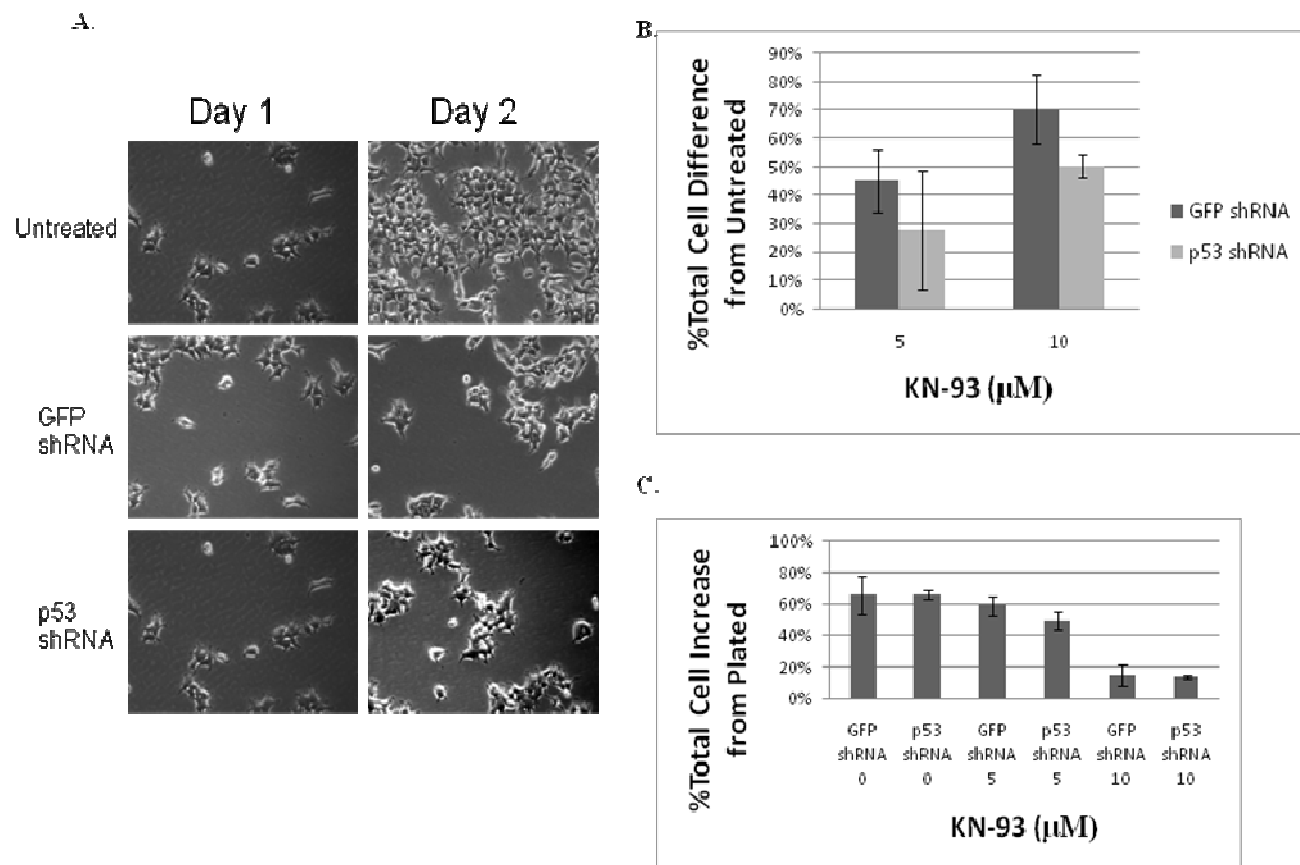 A.
Day 1
Day 2
Untreated
GFP
shRNA
p53
shRNA
B.
%Total Cell Difference
from Untreated
90%
80%
70%
60%
50%
40%
30%
20%
10%
0%
5
10
KN-93 (μM)
GFP shRNA
p53 shRNA
C.
%Total Cell Increase
from Plated
100%
80%
60%
40%
20%
0%
GFP p53 GFP p53 GFP p53
shRNA shRNA shRNA shRNA shRNA shRNA
0 0 5 5 10 10
KN-93 (μM)